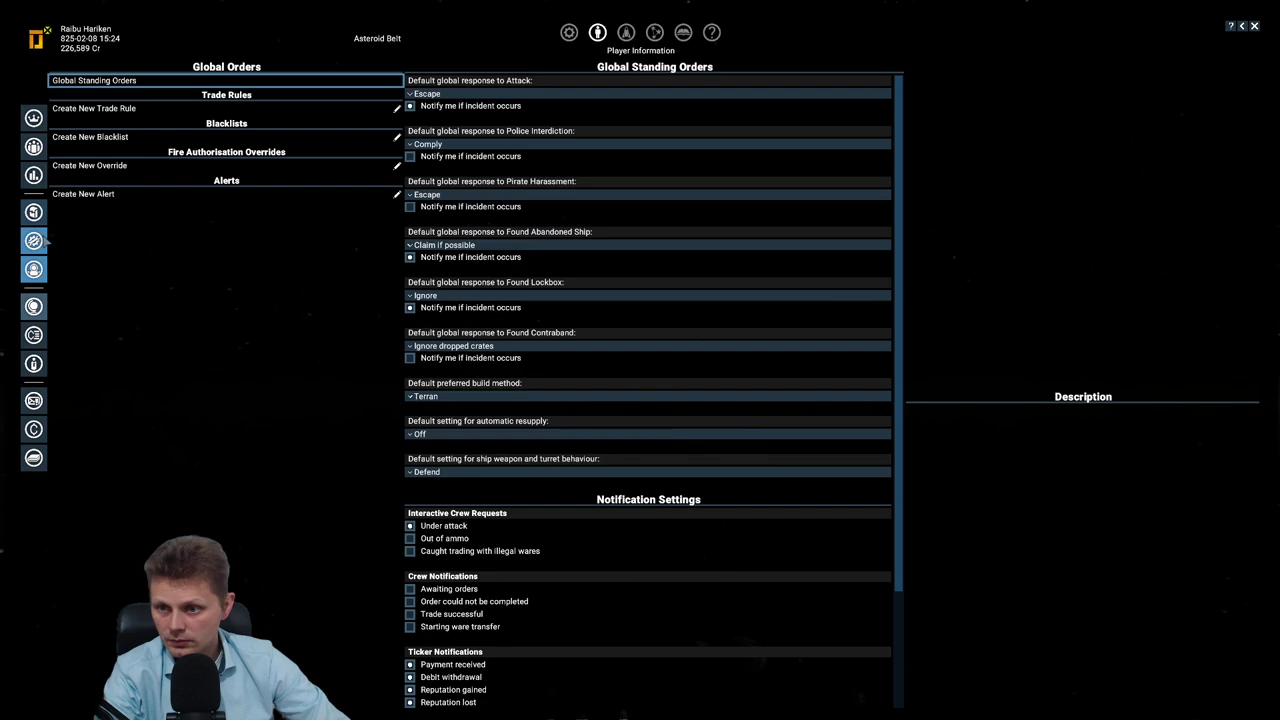 Raibu Hariken
825-02-08 15:24
226,589 Cr
Asteroid Belt
Player Information
Global Orders
Global Standing Orders
Trade Rules
Create New Trade Rule
Blacklists
Create New Blacklist
Fire Authorisation Overrides
Create New Override
Alerts
Create New Alert
Global Standing Orders
Default global response to Attack:
Escape
Notify me if incident occurs
Default global response to Police Interdiction:
Comply
Notify me if incident occurs
Default global response to Pirate Harassment:
Escape
Notify me if incident occurs
Default global response to Found Abandoned Ship:
Claim if possible
Notify me if incident occurs
Default global response to Found Lockbox:
Ignore
Notify me if incident occurs
Default global response to Found Contraband:
Ignore dropped crates
Notify me if incident occurs
Default preferred build method:
Terran
Default setting for automatic resupply:
Off
Default setting for ship weapon and turret behaviour:
Defend
Notification Settings
Interactive Crew Requests
Under attack
Out of ammo
Caught trading with illegal wares
Crew Notifications
Awaiting orders
Order could not be completed
Trade successful
Starting ware transfer
Ticker Notifications
Payment received
Debit withdrawal
Reputation gained
Reputation lost
Description